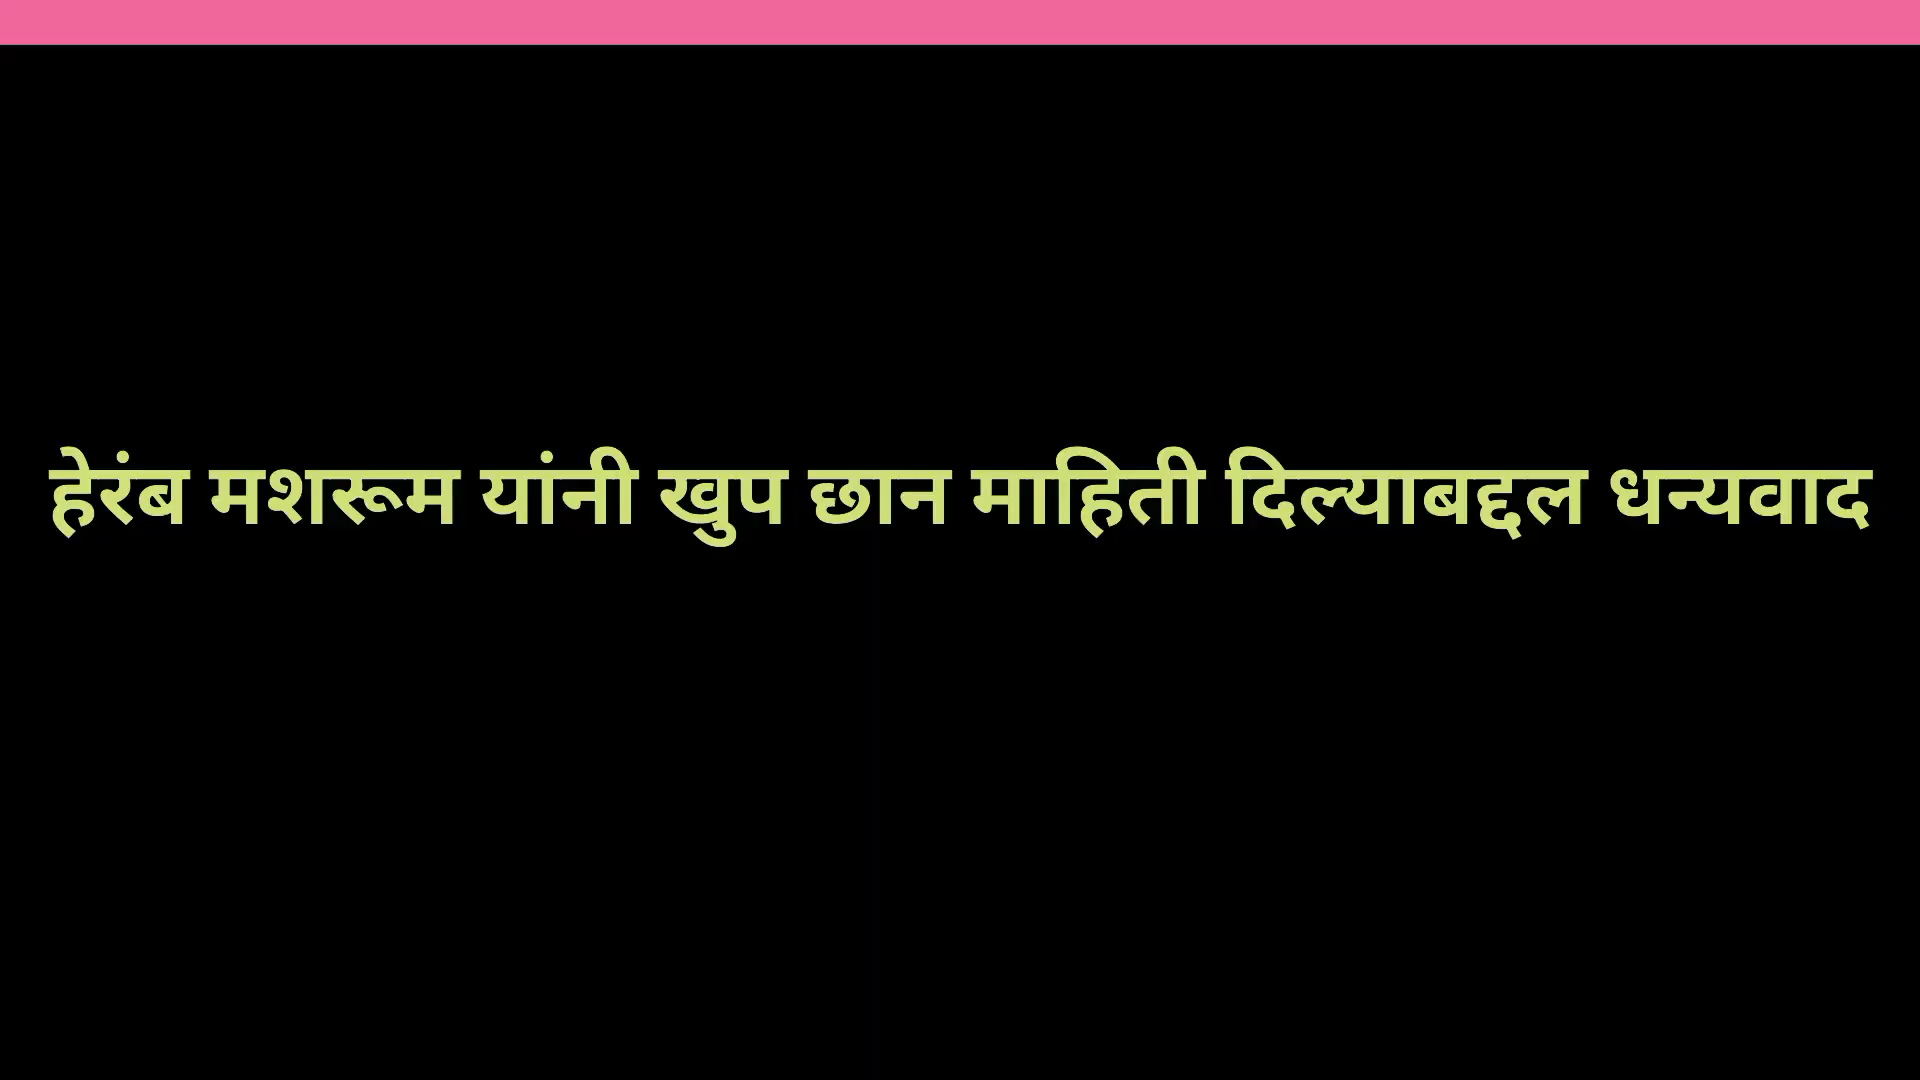 हेरंब मशरूम यांनी खुप छान माहिती दिल्याबद्दल धन्यवाद